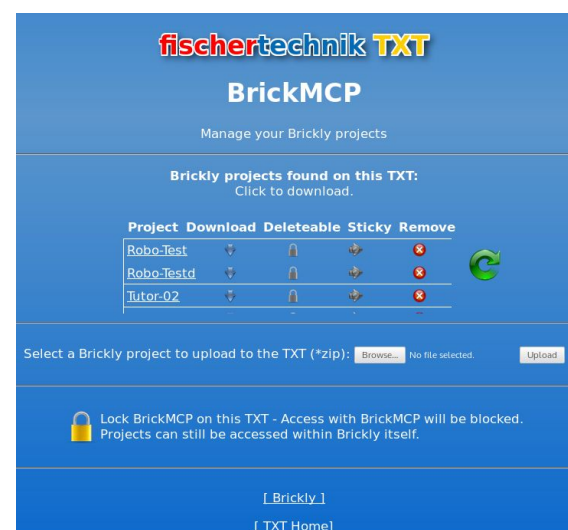 fischertechnik TXT
BrickMCP
Manage your Brickly projects
Brickly projects found on this TXT:
Click to download.
Project Download Deleteable Sticky Remove
Robo-Test
Robo-Testd
Tutor-02
Select a Brickly project to upload to the TXT (*zip): Browse... No file selected. Upload
Lock BrickMCP on this TXT - Access with BrickMCP will be blocked.
Projects can still be accessed within Brickly itself.
[ Brickly ]
[ TXT Home]